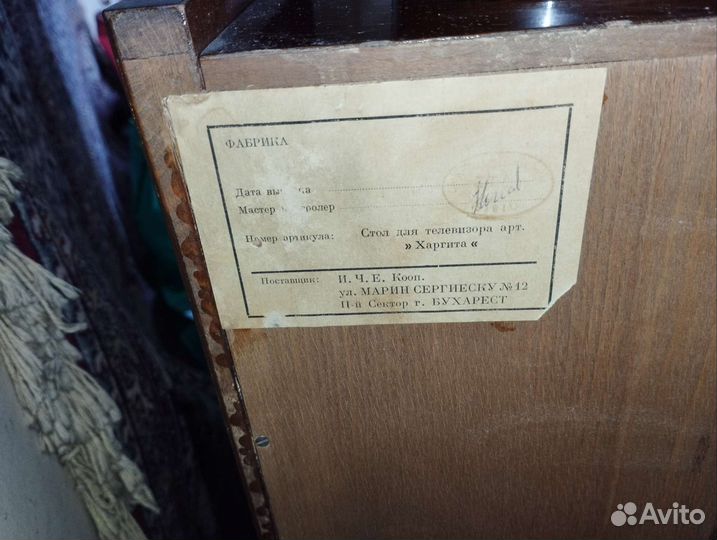 ФАБРИКА
Дата
Мастер
Номер артикула: Стол для телевизора арт.
» Харгита «
Поставщик: И. Ч. Е. Кооп.
ул. МАРИН СЕРГИЕСКУ №12
II-й Сектор г. БУХАРЕСТ
Avito